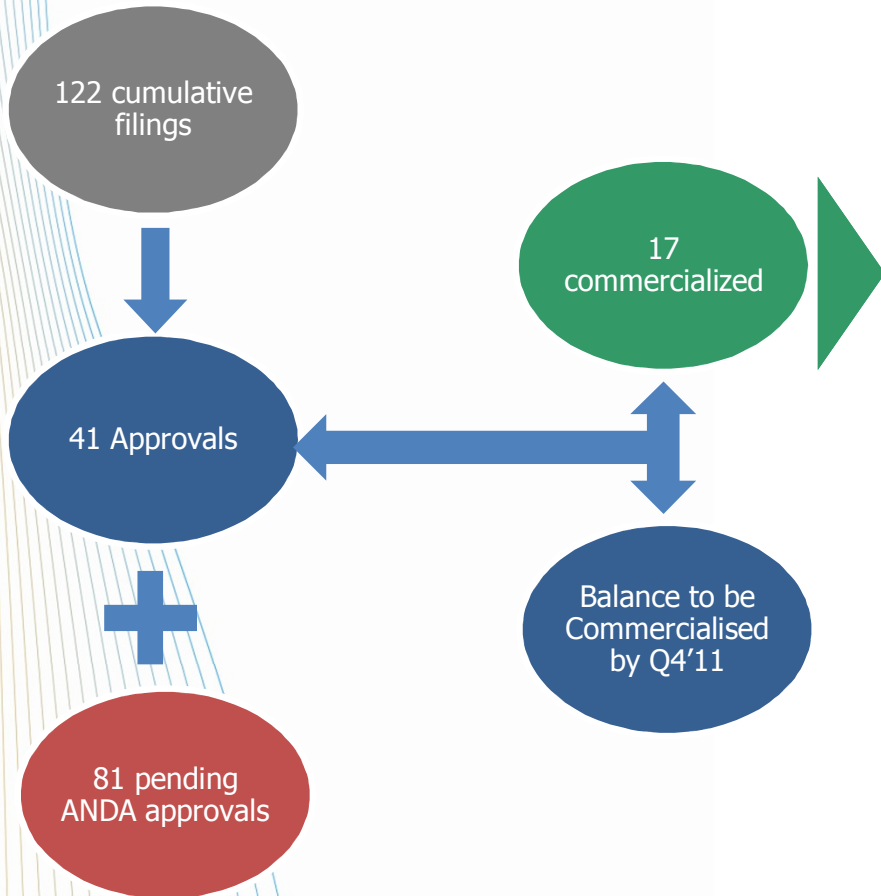 122 cumulative
filings
17
commercialized
41 Approvals
Balance to be
Commercialised
by Q4’11
81 pending
ANDA approvals